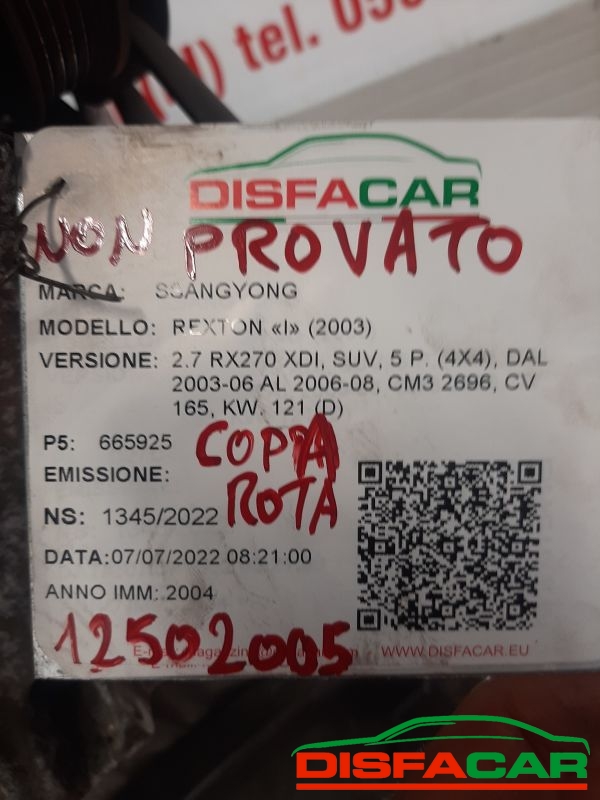 tel. 059
DISFACAR
NON PROVATO
MARCA: SSANGYONG
MODELLO: REXTON «I» (2003)
VERSIONE: 2.7 RX270 XDI, SUV, 5 P. (4X4), DAL
2003-06 AL 2006-08, CM3 2696, CV
165, KW. 121 (D)
P5: 665925
COPPA
EMISSIONE:
ROTA
NS: 1345/2022
DATA:07/07/2022 08:21:00
ANNO IMM: 2004
12502005
WWW.DISFACAR.EU
DISFACAR